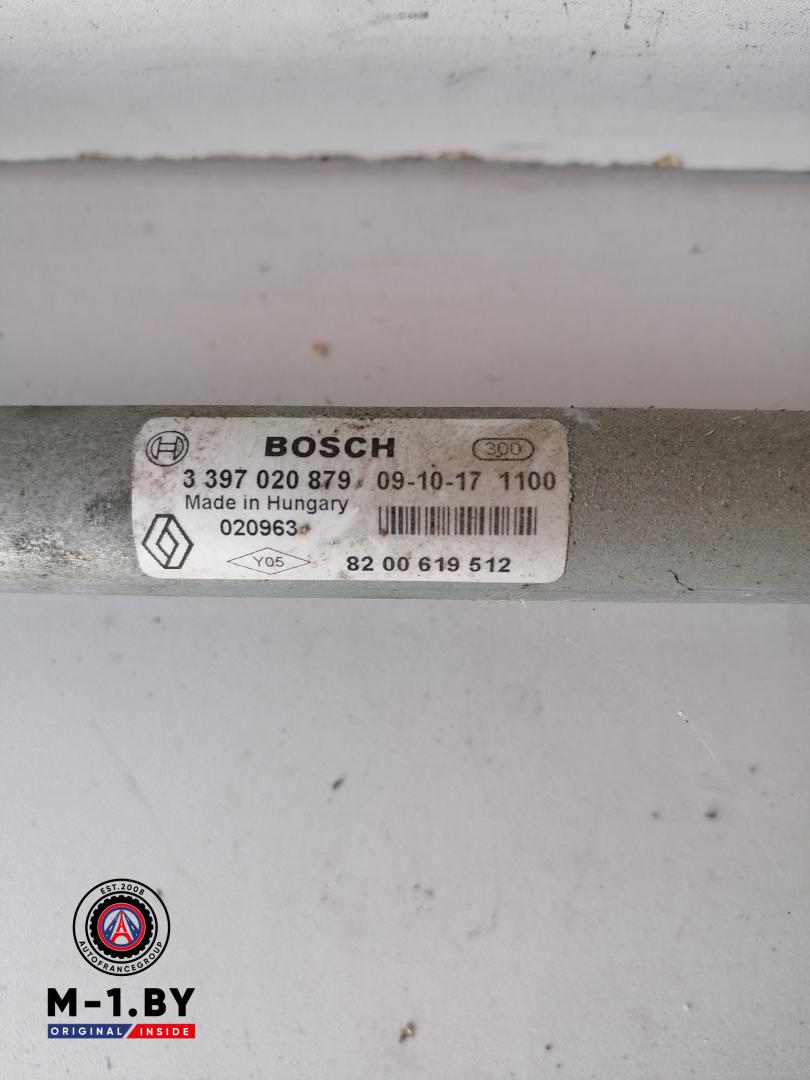 BOSCH 300
3 397 020 879 09-10-17 1100
Made in Hungary
020963
Y05 82 00 619 512
EST.2008
AUTOFRANCEGROUP
M-1.BY
ORIGINAL INSIDE